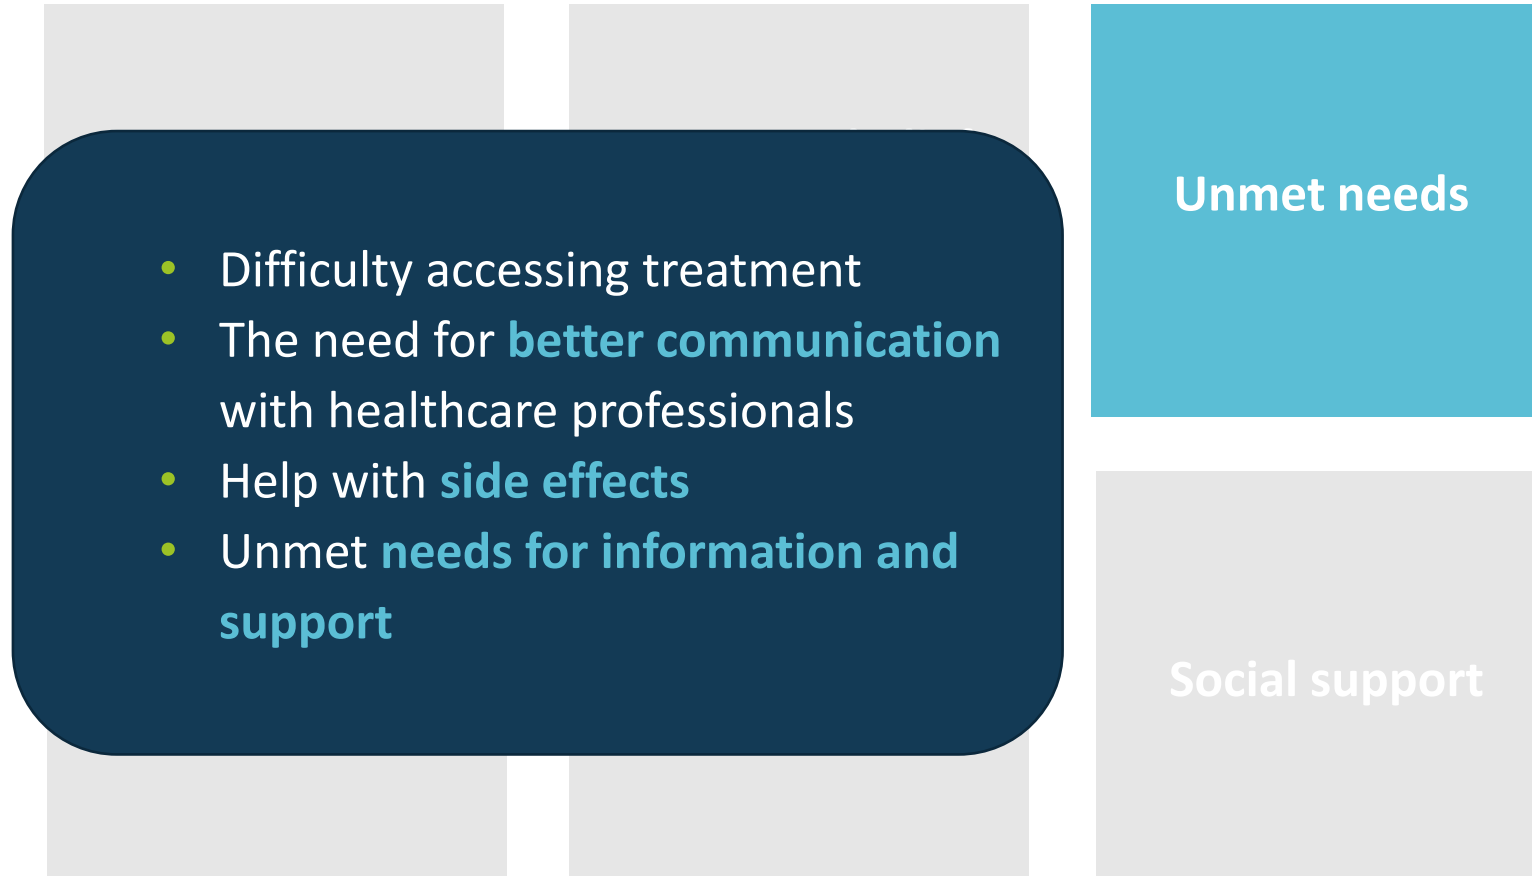 • Difficulty accessing treatment
• The need for better communication
with healthcare professionals
• Help with side effects
• Unmet needs for information and
support
Unmet needs
Social support